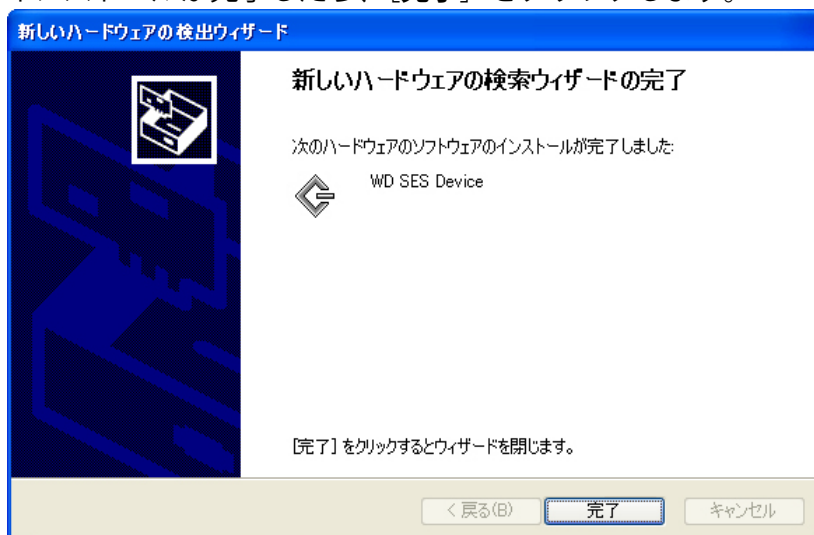 新しいハードウェアの検出ウィザード
新しいハードウェアの検索ウィザードの完了
次のハードウェアのソフトウェアのインストールが完了しました:
WD SES Device
[完了] をクリックするとウィザードを閉じます。
< 戻る(B)
完了
キャンセル